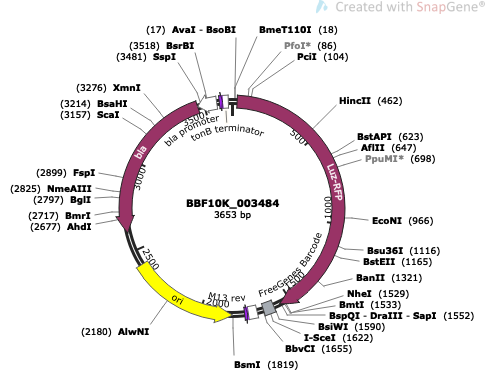 Created with SnapGene®
(17) AvaI - BsoBI
BmeT110I (18)
(3518) BsrBI
PfoI* (86)
(3481) SspI
PciI (104)
(3276) XmnI
HincII (462)
(3214) BsaHI
(3157) ScaI
BstAPI (623)
AflII (647)
PpuMI* (698)
(2899) FspI
(2825) NmeAIII
(2797) BglI
(2717) BmrI
(2677) AhdI
EcoNI (966)
Bsu36I (1116)
BstEII (1165)
BanII (1321)
NheI (1529)
BmtI (1533)
BspQI - DraIII - SapI (1552)
BsiWI (1590)
I-SceI (1622)
BbvCI (1655)
(2180) AlwNI
BsmI (1819)
bla promoter
tonB terminator
bla
Luz-RFP
FreeGenes Barcode
M13 rev
ori
500
1000
1500
2000
2500
3000
3500
BBF10K_003484
3653 bp